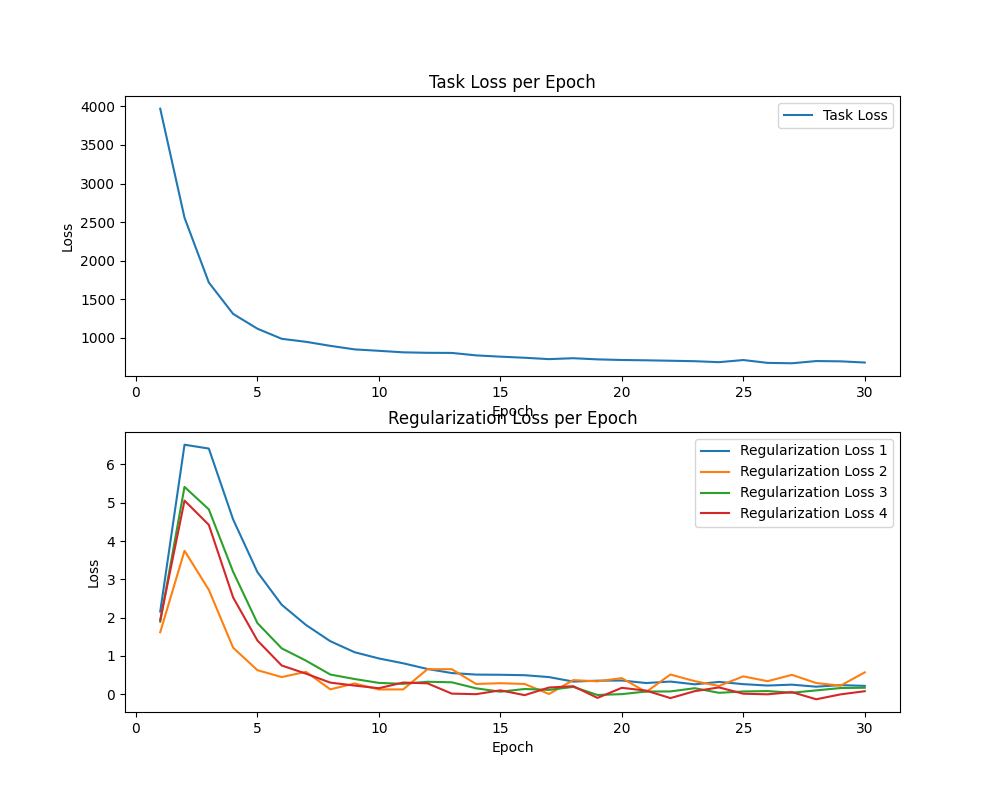 Task Loss per Epoch
4000
3500
3000
2500
2000
1500
1000
Loss
Task Loss
0 5 10 15 20 25 30
Epoch
Regularization Loss per Epoch
6
5
4
3
2
1
0
Loss
Regularization Loss 1
Regularization Loss 2
Regularization Loss 3
Regularization Loss 4
0 5 10 15 20 25 30
Epoch